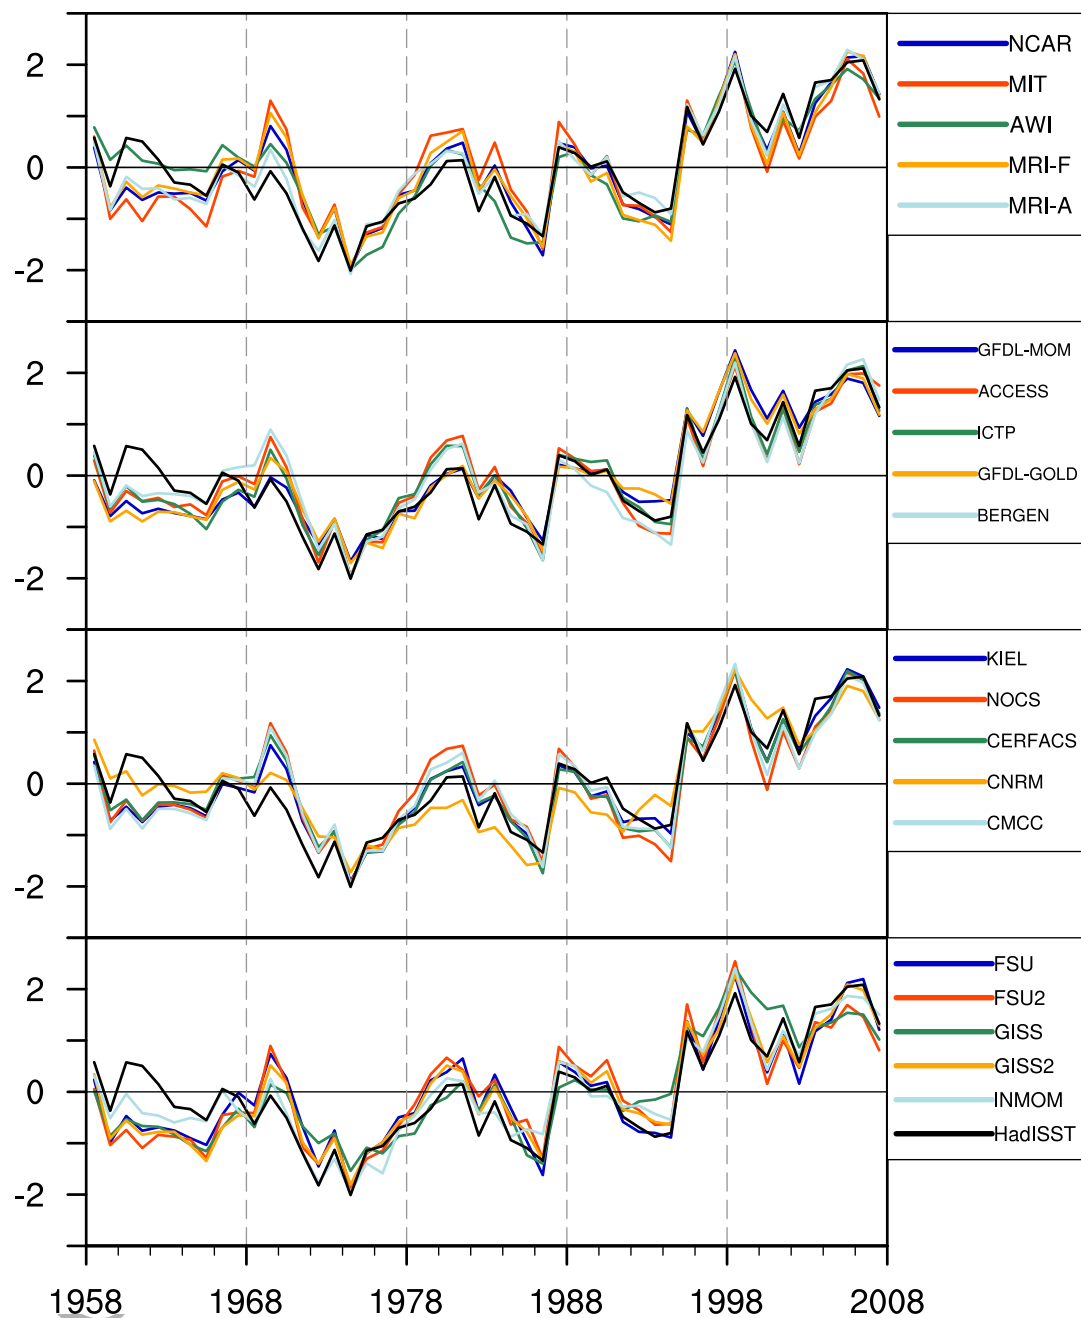 2
0
-2
NCAR
MIT
AWI
MRI-F
MRI-A
2
0
-2
GFDL-MOM
ACCESS
ICTP
GFDL-GOLD
BERGEN
2
0
-2
KIEL
NOCS
CERFACS
CNRM
CMCC
2
0
-2
FSU
FSU2
GISS
GISS2
INMOM
HadISST
1958 1968 1978 1988 1998 2008